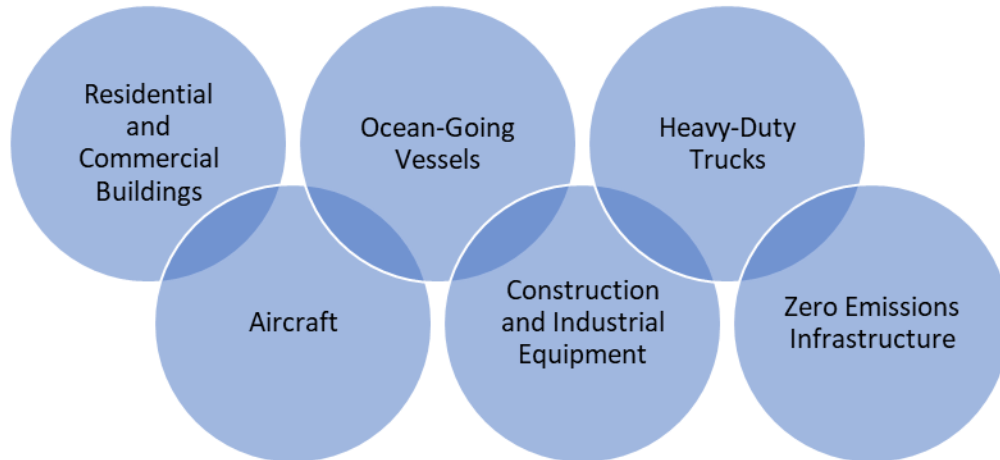 Residential
and
Commercial
Buildings
Ocean-Going
Vessels
Heavy-Duty
Trucks
Aircraft
Construction
and Industrial
Equipment
Zero Emissions
Infrastructure